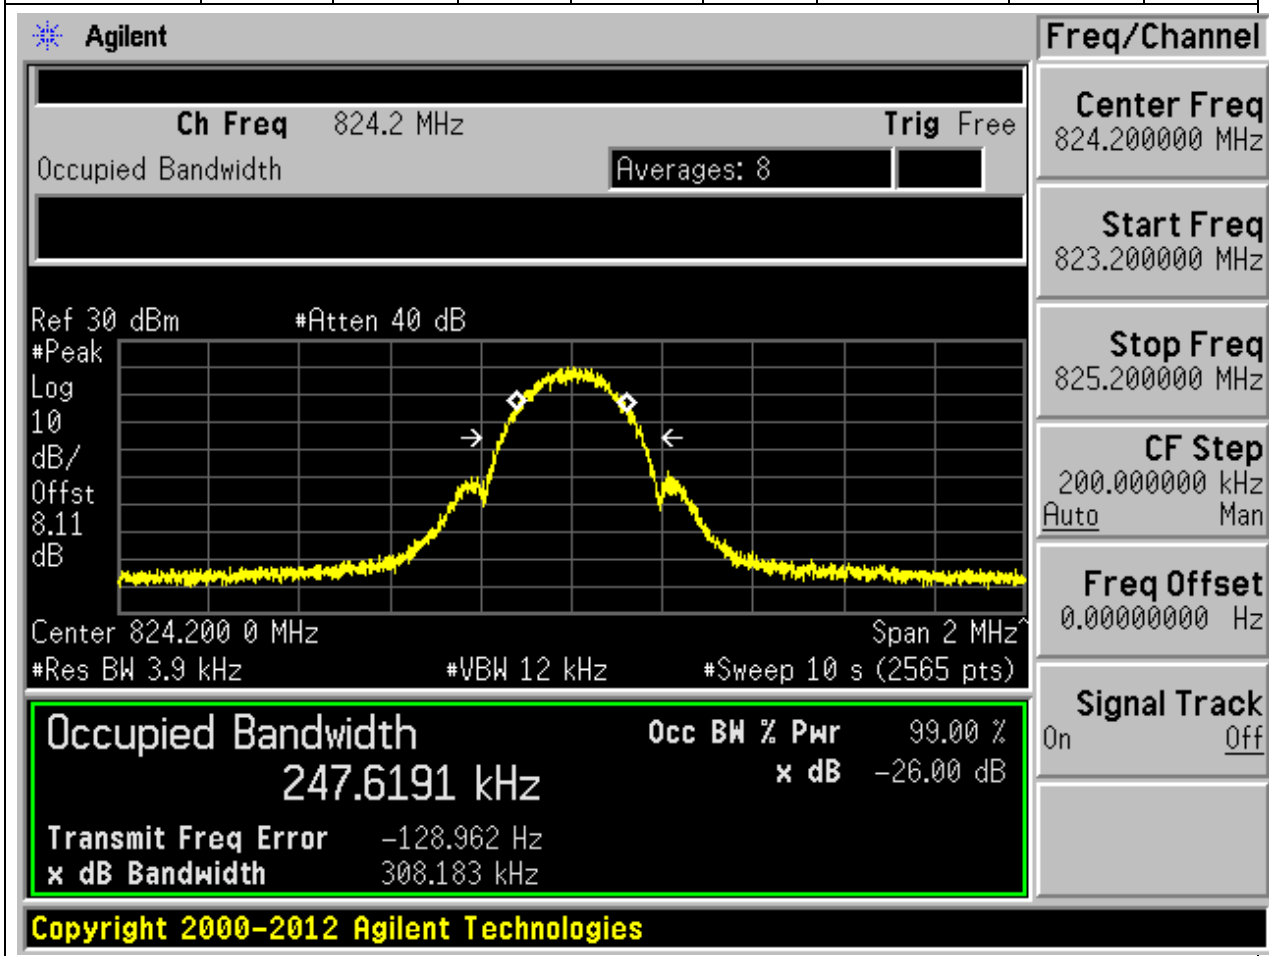 Agilent
Freq/Channel
Ch Freq 824.2 MHz Trig Free
Occupied Bandwidth Averages: 8
Center Freq
824.200000 MHz
Start Freq
823.200000 MHz
Stop Freq
825.200000 MHz
CF Step
200.000000 kHz
Auto Man
Freq Offset
0.00000000 Hz
Signal Track
On Off
Ref 30 dBm #Atten 40 dB
#Peak
Log
10
dB/
Offst
8.11
dB
Center 824.200 0 MHz Span 2 MHz^
#Res BW 3.9 kHz #VBW 12 kHz #Sweep 10 s (2565 pts)
Occupied Bandwidth Occ BW % Pwr 99.00 %
247.6191 kHz x dB -26.00 dB
Transmit Freq Error -128.962 Hz
x dB Bandwidth 308.183 kHz
Copyright 2000-2012 Agilent Technologies